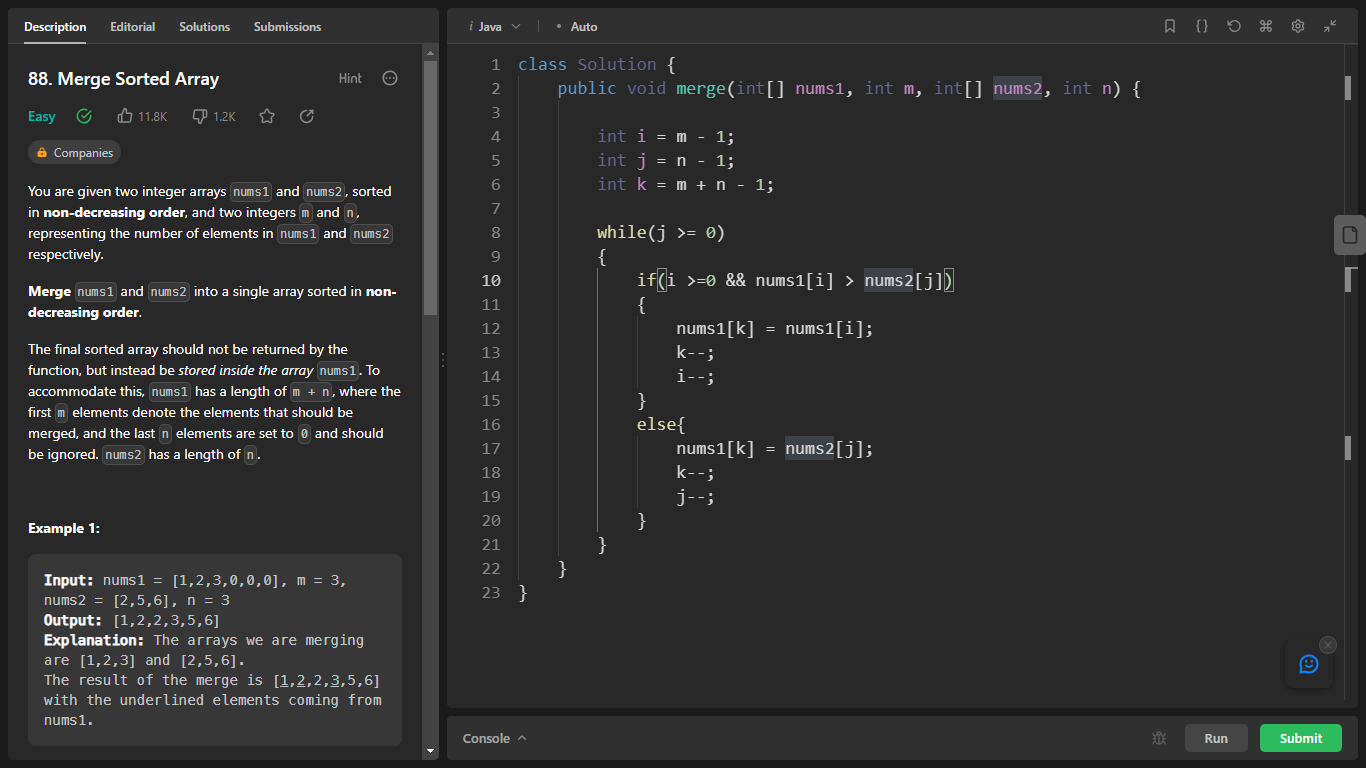 Description Editorial Solutions Submissions
88. Merge Sorted Array Hint
Easy 11.8K 1.2K
Companies
You are given two integer arrays nums1 and nums2, sorted
in non-decreasing order, and two integers m and n,
representing the number of elements in nums1 and nums2
respectively.
Merge nums1 and nums2 into a single array sorted in non-
decreasing order.
The final sorted array should not be returned by the
function, but instead be stored inside the array nums1. To
accommodate this, nums1 has a length of m + n, where the
first m elements denote the elements that should be
merged, and the last n elements are set to 0 and should
be ignored. nums2 has a length of n.
Example 1:
Input: nums1 = [1,2,3,0,0,0], m = 3,
nums2 = [2,5,6], n = 3
Output: [1,2,2,3,5,6]
Explanation: The arrays we are merging
are [1,2,3] and [2,5,6].
The result of the merge is [1,2,2,3,5,6]
with the underlined elements coming from
nums1.
i Java • Auto
1 class Solution {
2 public void merge(int[] nums1, int m, int[] nums2, int n) {
3
4 int i = m - 1;
5 int j = n - 1;
6 int k = m + n - 1;
7
8 while(j >= 0)
9 {
10 if(i >=0 && nums1[i] > nums2[j])
11 {
12 nums1[k] = nums1[i];
13 k--;
14 i--;
15 }
16 else{
17 nums1[k] = nums2[j];
18 k--;
19 j--;
20 }
21 }
22 }
23 }
Console Run Submit